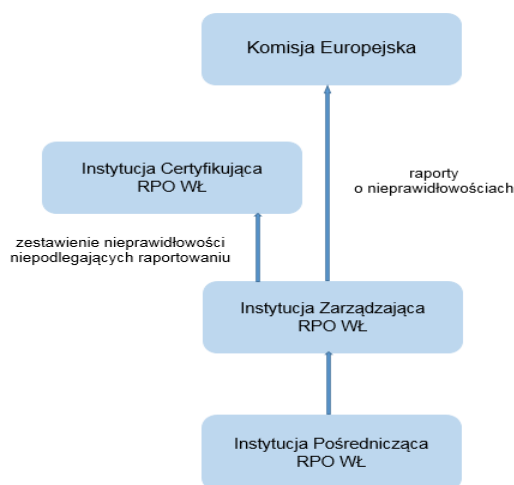 Komisja Europejska
Instytucja Certyfikująca
RPO WŁ
raporty
o nieprawidłowościach
zestawienie nieprawidłowości
niepodlegających raportowaniu
Instytucja Zarządzająca
RPO WŁ
Instytucja Pośrednicząca
RPO WŁ